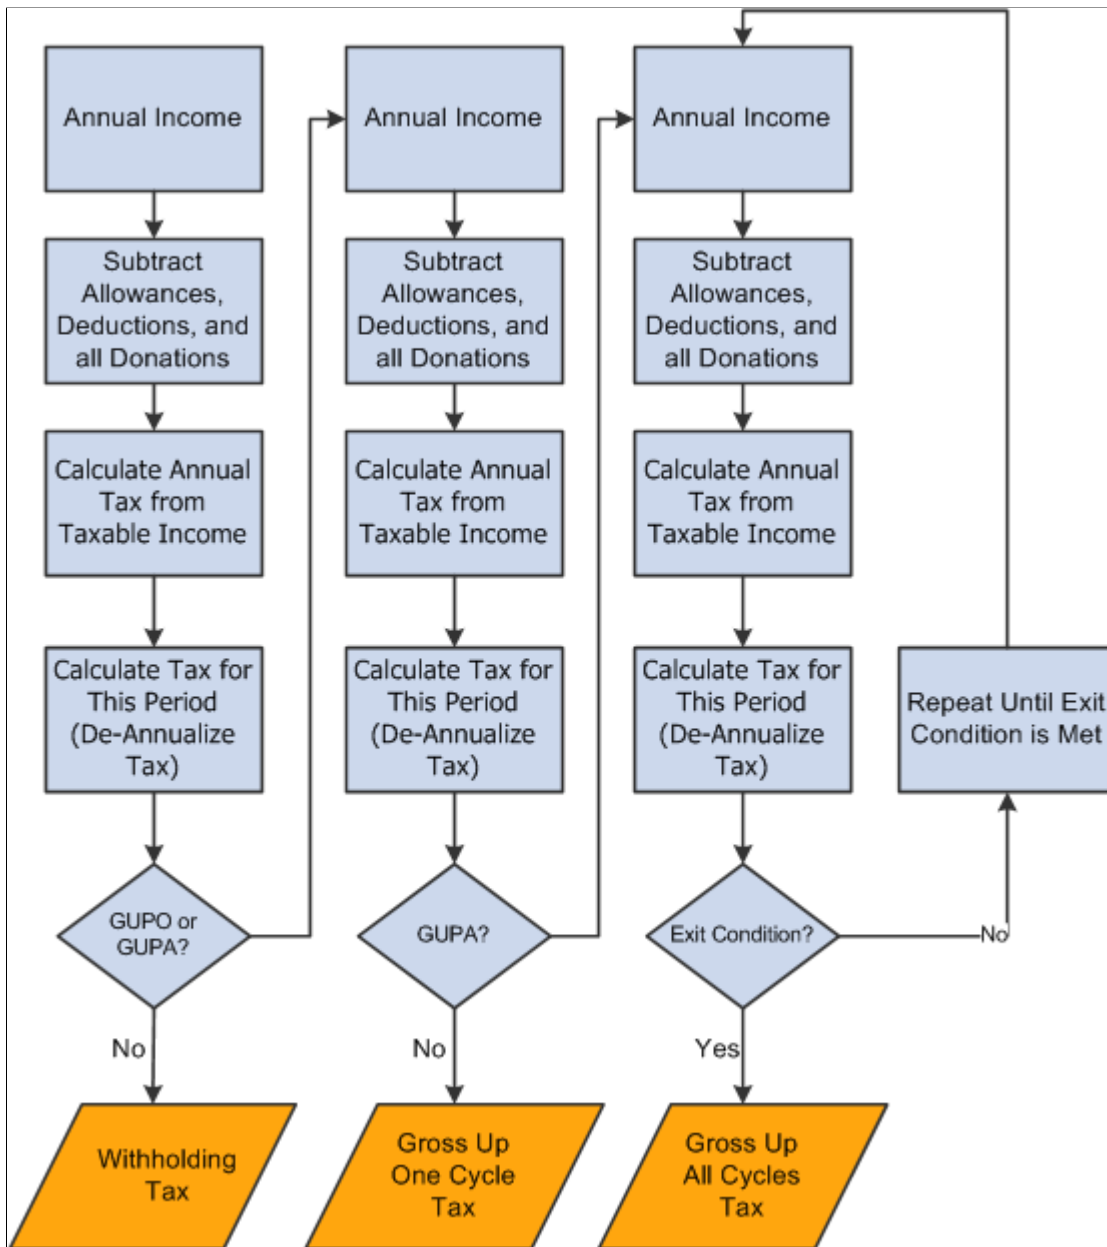 Annual Income
Subtract
Allowances,
Deductions, and
all Donations
Calculate Annual
Tax from
Taxable Income
Calculate Tax for
This Period
(De-Annualize
Tax)
GUPO or
GUPA?
No
Withholding
Tax
Annual Income
Subtract
Allowances,
Deductions, and
all Donations
Calculate Annual
Tax from
Taxable Income
Calculate Tax for
This Period
(De-Annualize
Tax)
GUPA?
No
Gross Up
One Cycle
Tax
Annual Income
Subtract
Allowances,
Deductions, and
all Donations
Calculate Annual
Tax from
Taxable Income
Calculate Tax for
This Period
(De-Annualize
Tax)
Exit Condition?
No
Repeat Until Exit
Condition is Met
Yes
Gross Up
All Cycles
Tax